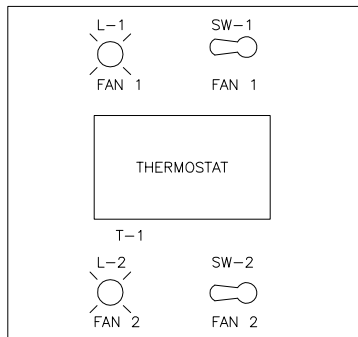 L-1 SW-1
FAN 1 FAN 1
THERMOSTAT
T-1
L-2 SW-2
FAN 2 FAN 2